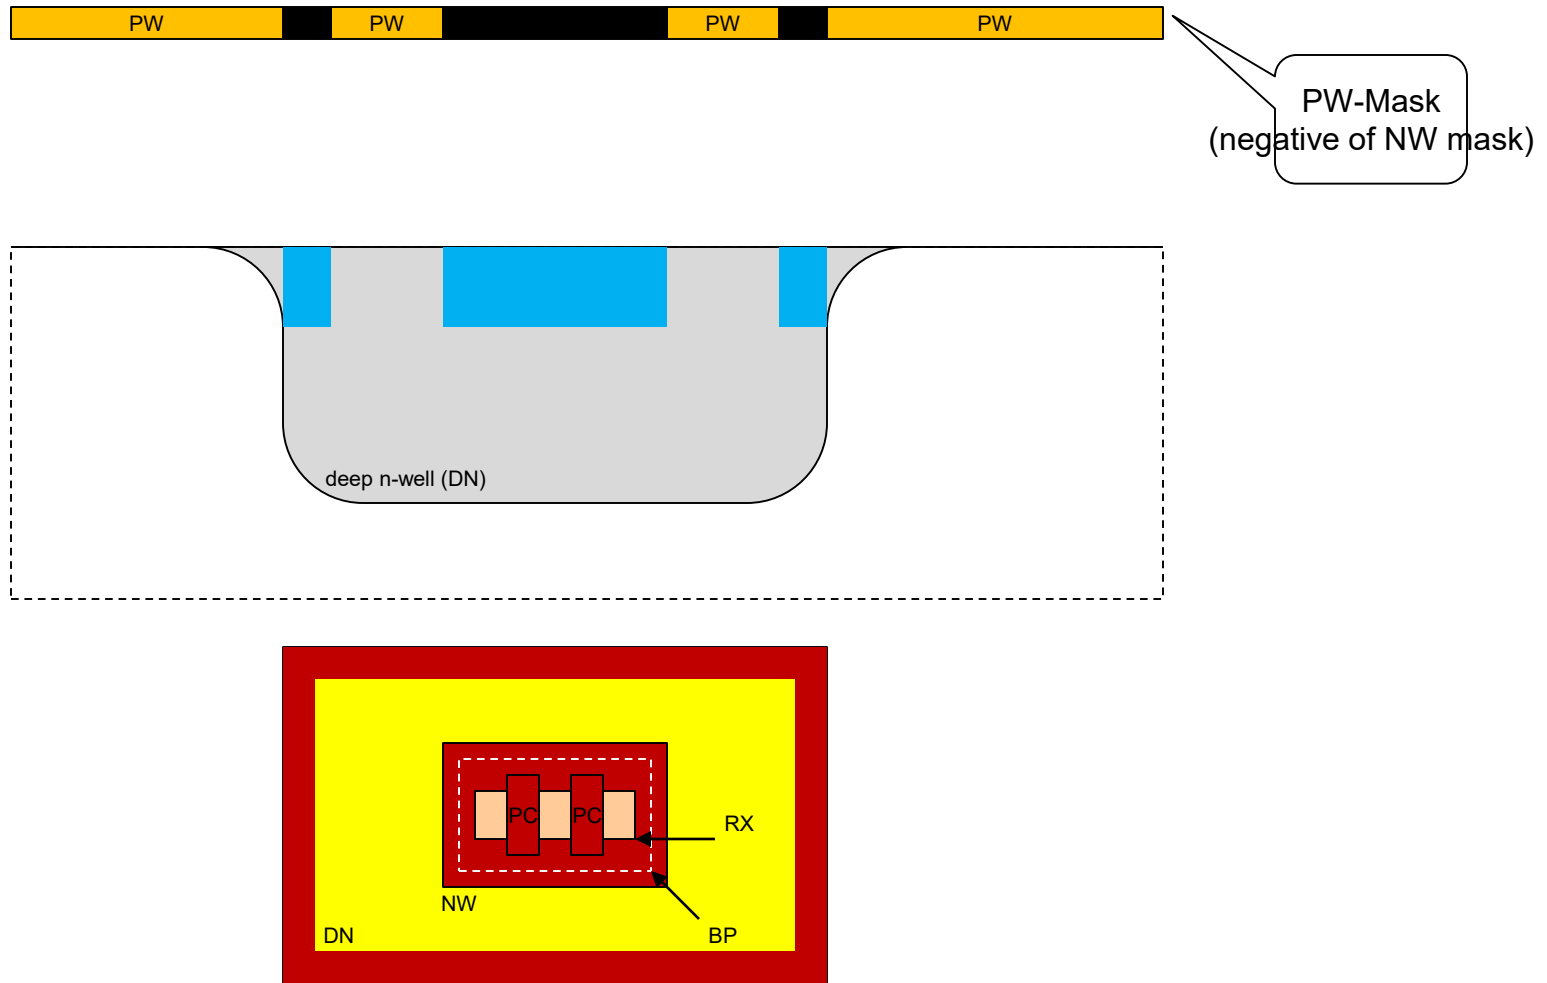 PW
PW
PW
PW
PW-Mask
(negative of NW mask)
deep n-well (DN)
PC
PC
RX
NW
DN
BP